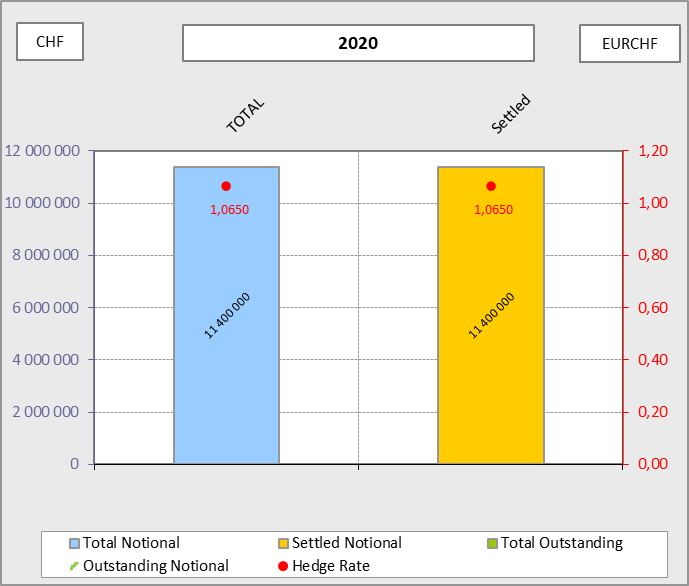 CHF
2020
EURCHF
TOTAL
Settled
12 000 000
1,20
10 000 000
1,00
8 000 000
0,80
6 000 000
0,60
4 000 000
0,40
2 000 000
0,20
0
0,00
1,0650
1,0650
11 400 000
11 400 000
Total Notional
Settled Notional
Total Outstanding
Outstanding Notional
Hedge Rate